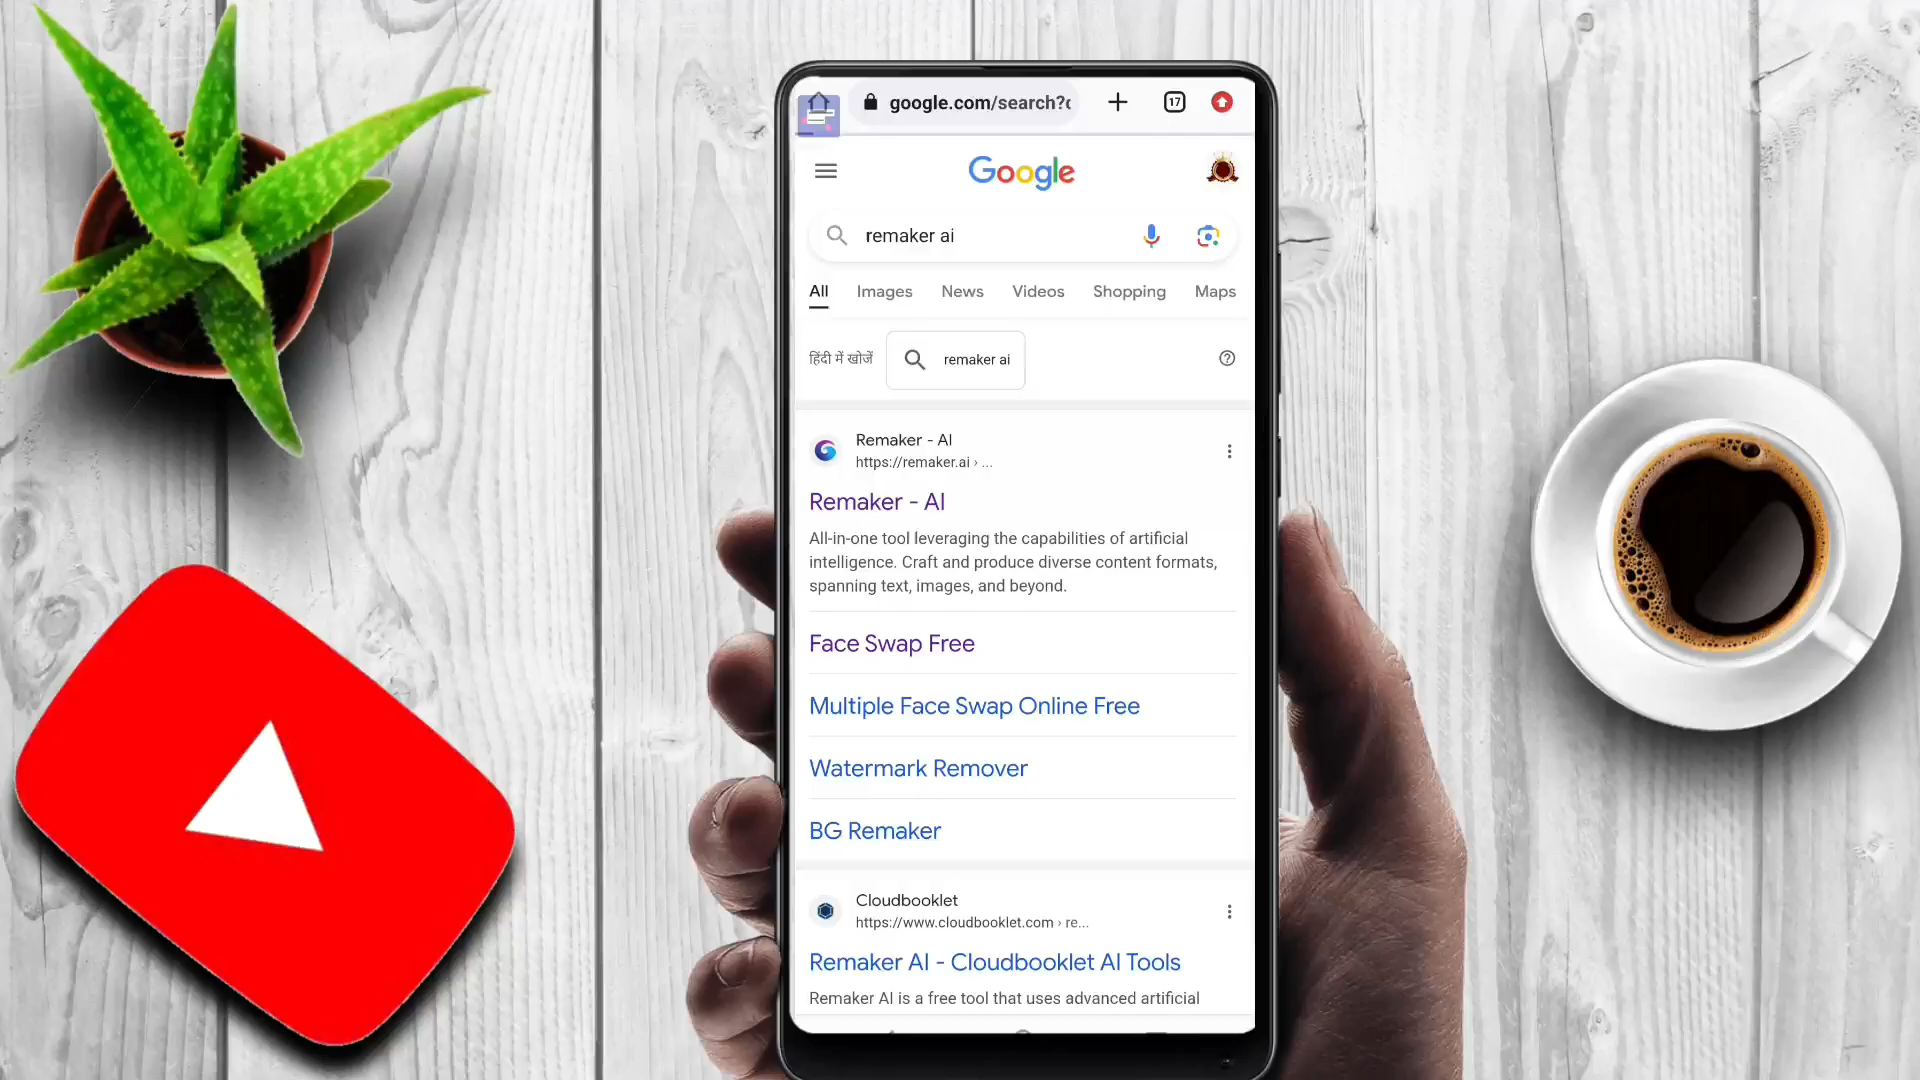 google.com/search?
17
Google
remaker ai
All Images News Videos Shopping Maps
हिंदी में खोजें remaker ai
Remaker - AI
https://remaker.ai › ...
Remaker - AI
All-in-one tool leveraging the capabilities of artificial
intelligence. Craft and produce diverse content formats,
spanning text, images, and beyond.
Face Swap Free
Multiple Face Swap Online Free
Watermark Remover
BG Remaker
Cloudbooklet
https://www.cloudbooklet.com › re...
Remaker AI - Cloudbooklet AI Tools
Remaker AI is a free tool that uses advanced artificial